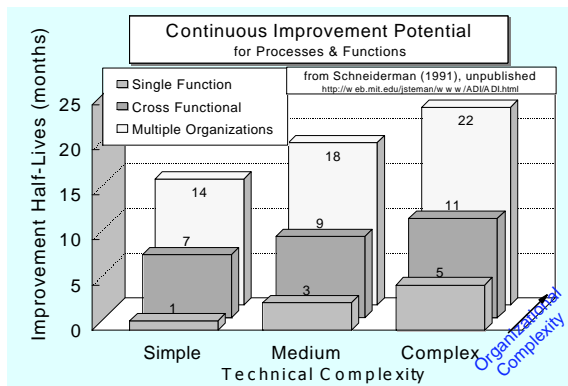 Continuous Improvement Potential
for Processes & Functions
from Schneiderman (1991), unpublished
http://w eb.mit.edu/jsteman/w w w /ADI/ADI.html
Single Function
Cross Functional
Multiple Organizations
Improvement Half-Lives (months)
25
20
15
10
5
0
14
7
1
18
9
3
22
11
5
Simple
Medium
Complex
Technical Complexity
Organizational
Complexity